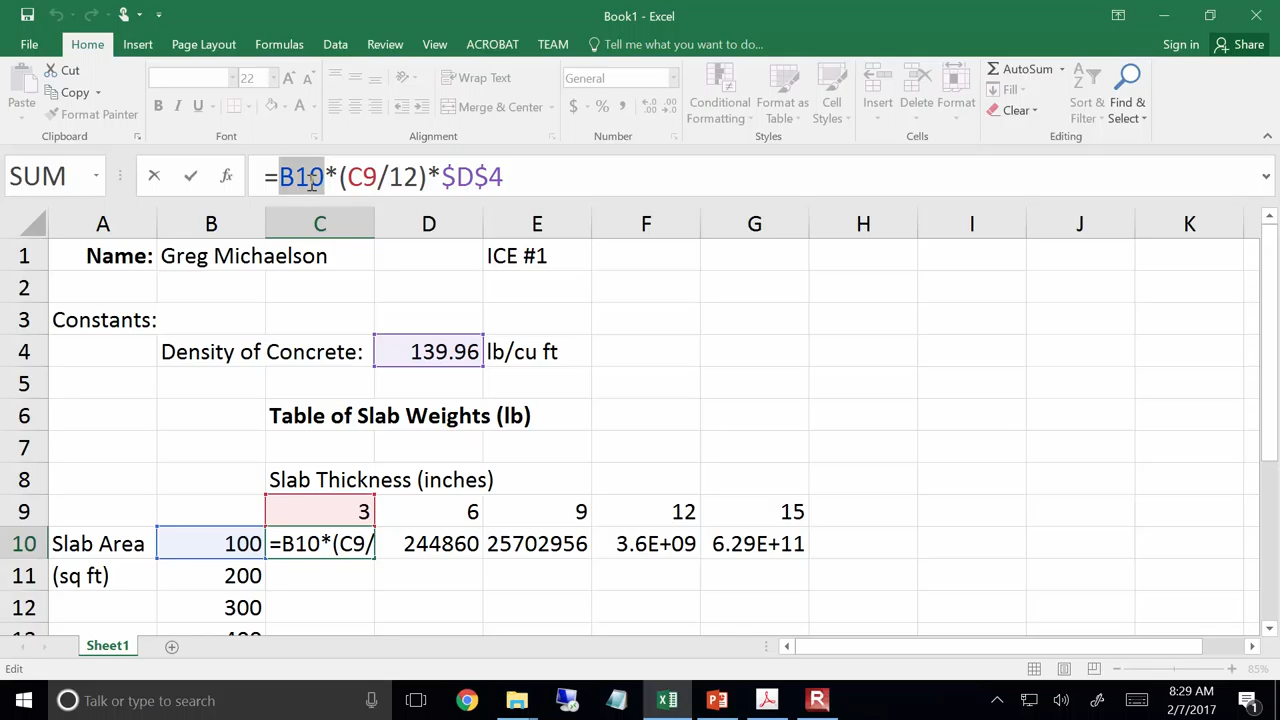 Book1 - Excel
File Home Insert Page Layout Formulas Data Review View ACROBAT TEAM Tell me what you want to do... Sign in Share
Paste Cut Copy Format Painter
22 Wrap Text Merge & Center
General $ % , 
Conditional Formatting Format as Table Cell Styles
Insert Delete Format
AutoSum Fill Clear Sort & Filter Find & Select
Clipboard Font Alignment Number Styles Cells Editing
SUM fx =B10*(C9/12)*$D$4
A B C D E F G H I J K
1 Name: Greg Michaelson ICE #1
2
3 Constants:
4 Density of Concrete: 139.96 lb/cu ft
5
6 Table of Slab Weights (lb)
7
8 Slab Thickness (inches)
9 3 6 9 12 15
10 Slab Area 100 =B10*(C9/ 244860 25702956 3.6E+09 6.29E+11
11 (sq ft) 200
12 300
Sheet1
Edit 85%
Talk or type to search 8:29 AM
2/7/2017 1